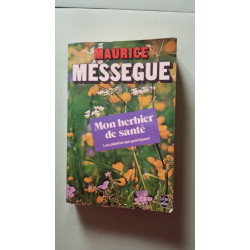 MAURICE
MESSEGUE
Mon herbier
de santé
Les plantes qui guérissent